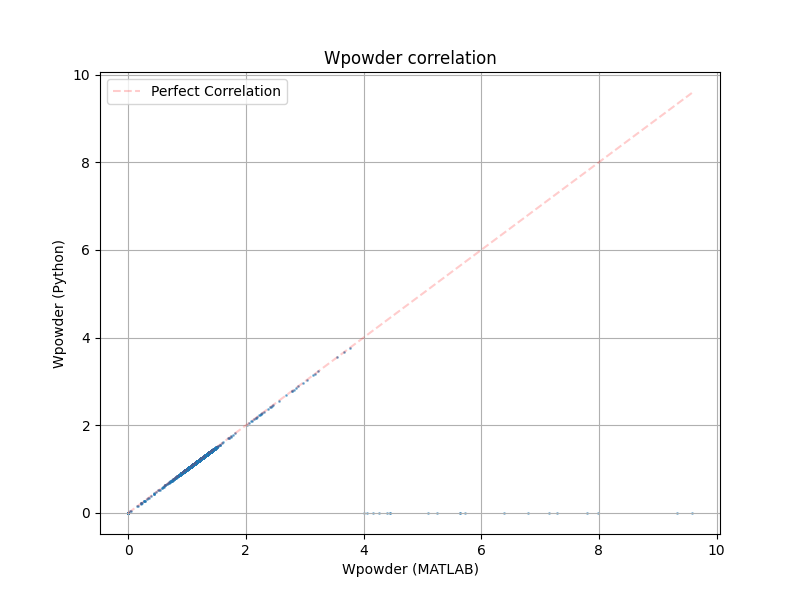 Wpowder correlation
Perfect Correlation
Wpowder (Python)
10
8
6
4
2
0
0 2 4 6 8 10
Wpowder (MATLAB)